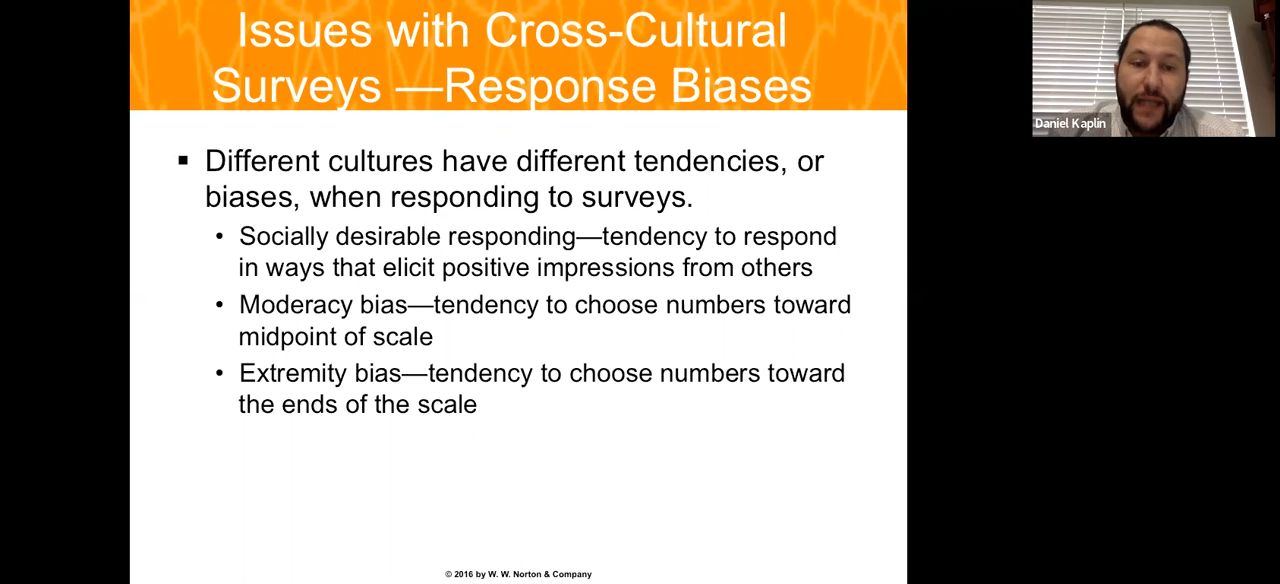 Issues with Cross-Cultural
Surveys —Response Biases
▪ Different cultures have different tendencies, or
biases, when responding to surveys.
• Socially desirable responding—tendency to respond
in ways that elicit positive impressions from others
• Moderacy bias—tendency to choose numbers toward
midpoint of scale
• Extremity bias—tendency to choose numbers toward
the ends of the scale
© 2016 by W. W. Norton & Company
Daniel Kaplin